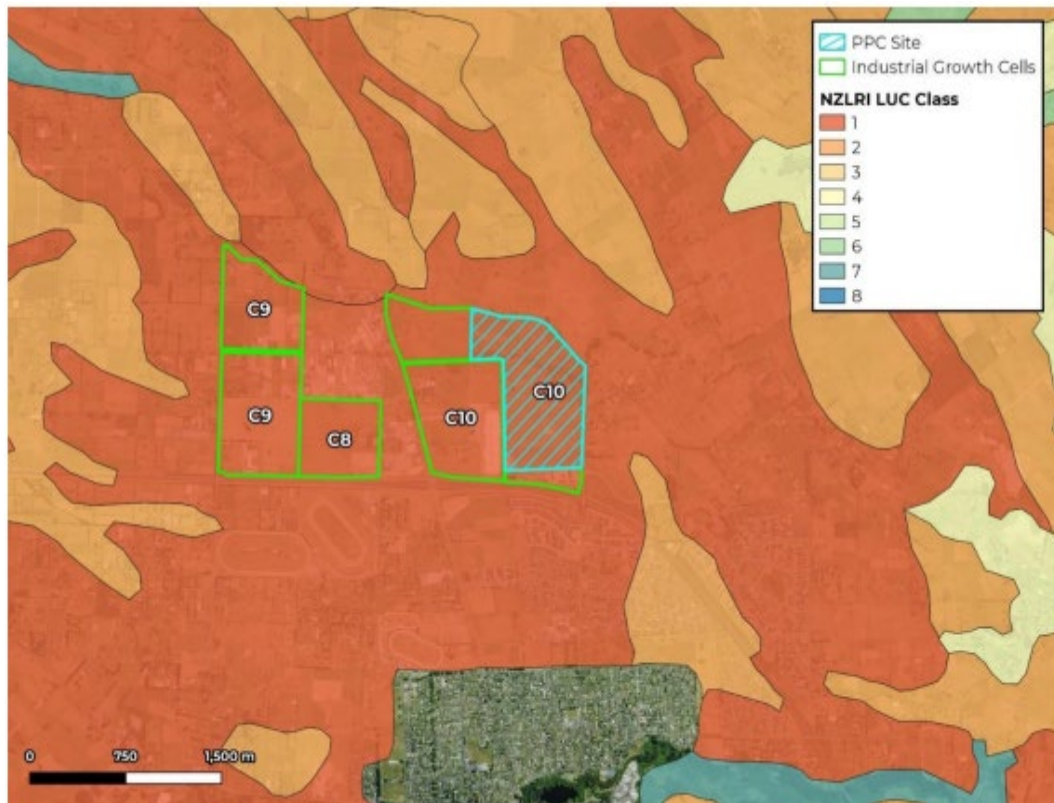 PPC Site
Industrial Growth Cells
NZLRI LUC Class
1
2
3
4
5
6
7
8
C9
C10
C9
C10
C8
0 750 1,500 m